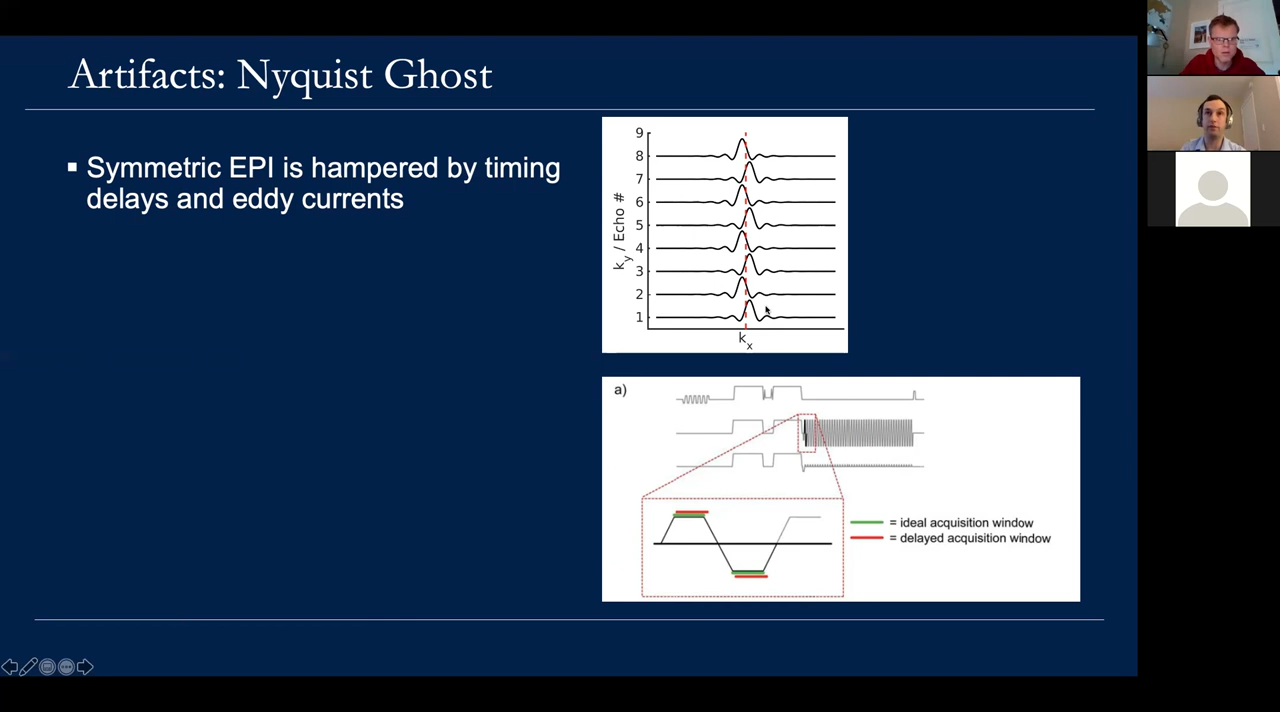 Artifacts: Nyquist Ghost
▪ Symmetric EPI is hampered by timing
delays and eddy currents
9
8
7
6
5
4
3
2
1
ky / Echo #
kx
a)
= ideal acquisition window
= delayed acquisition window